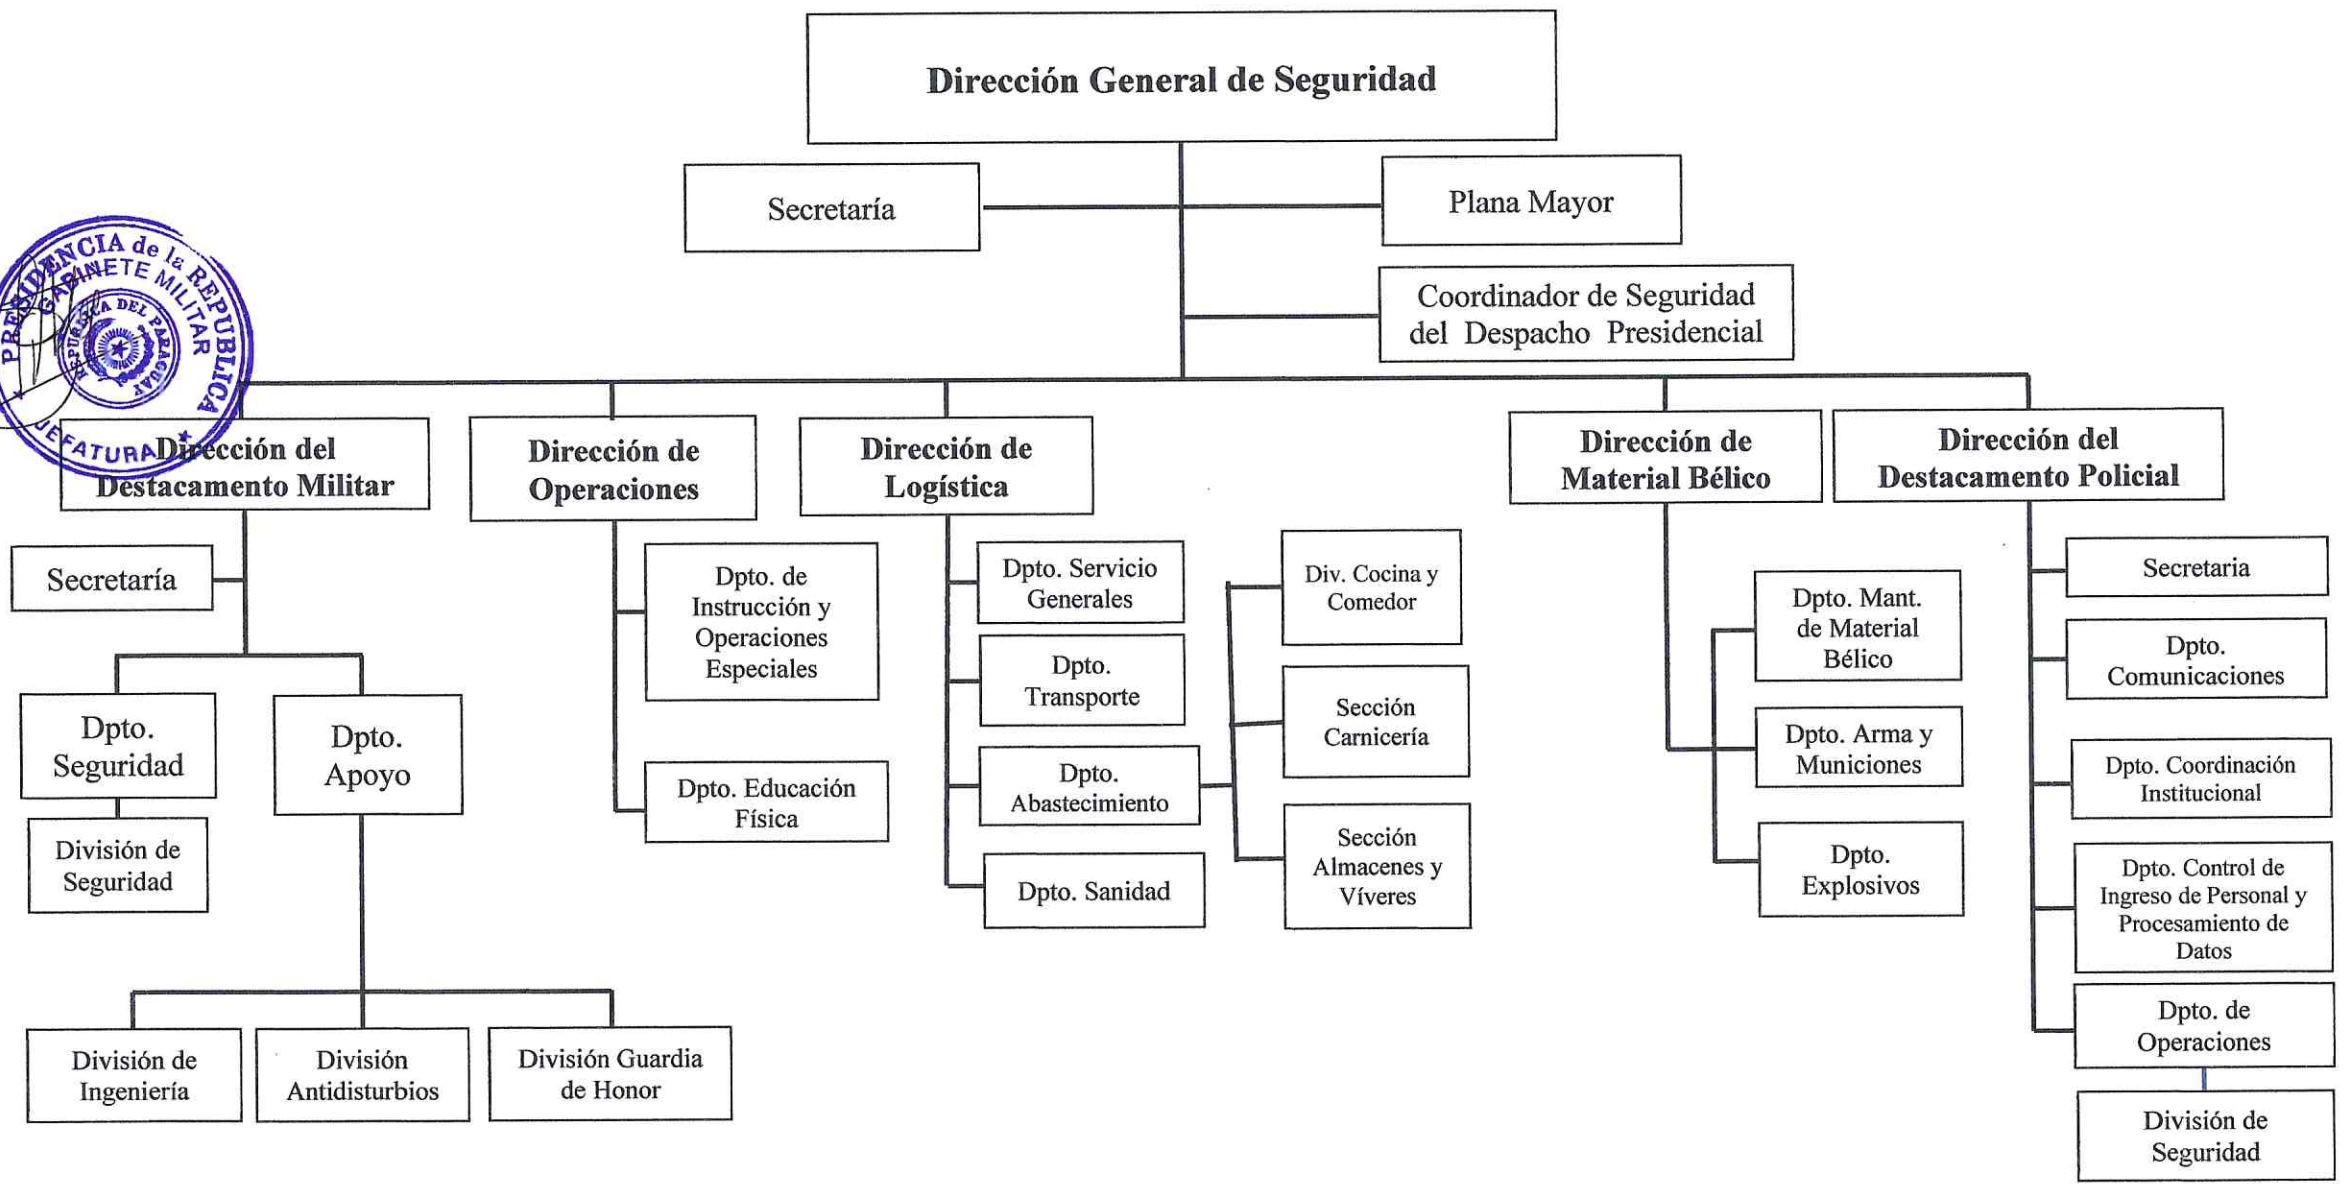 Dirección General de Seguridad
Secretaría
Plana Mayor
Coordinador de Seguridad
del Despacho Presidencial
PRESIDENCIA de la REPUBLICA
GABINETE MILITAR
REPUBLICA DEL PARAGUAY
JEFATURA
Dirección del
Destacamento Militar
Dirección de
Operaciones
Dirección de
Logística
Dirección de
Material Bélico
Dirección del
Destacamento Policial
Secretaría
Dpto.
Seguridad
División de
Seguridad
Dpto.
Apoyo
División de
Ingeniería
División
Antidisturbios
División Guardia
de Honor
Dpto. de
Instrucción y
Operaciones
Especiales
Dpto. Educación
Física
Dpto. Servicio
Generales
Dpto.
Transporte
Dpto.
Abastecimiento
Dpto. Sanidad
Div. Cocina y
Comedor
Sección
Carnicería
Sección
Almacenes y
Víveres
Dpto. Mant.
de Material
Bélico
Dpto. Arma y
Municiones
Dpto.
Explosivos
Secretaria
Dpto.
Comunicaciones
Dpto. Coordinación
Institucional
Dpto. Control de
Ingreso de Personal y
Procesamiento de
Datos
Dpto. de
Operaciones
División de
Seguridad